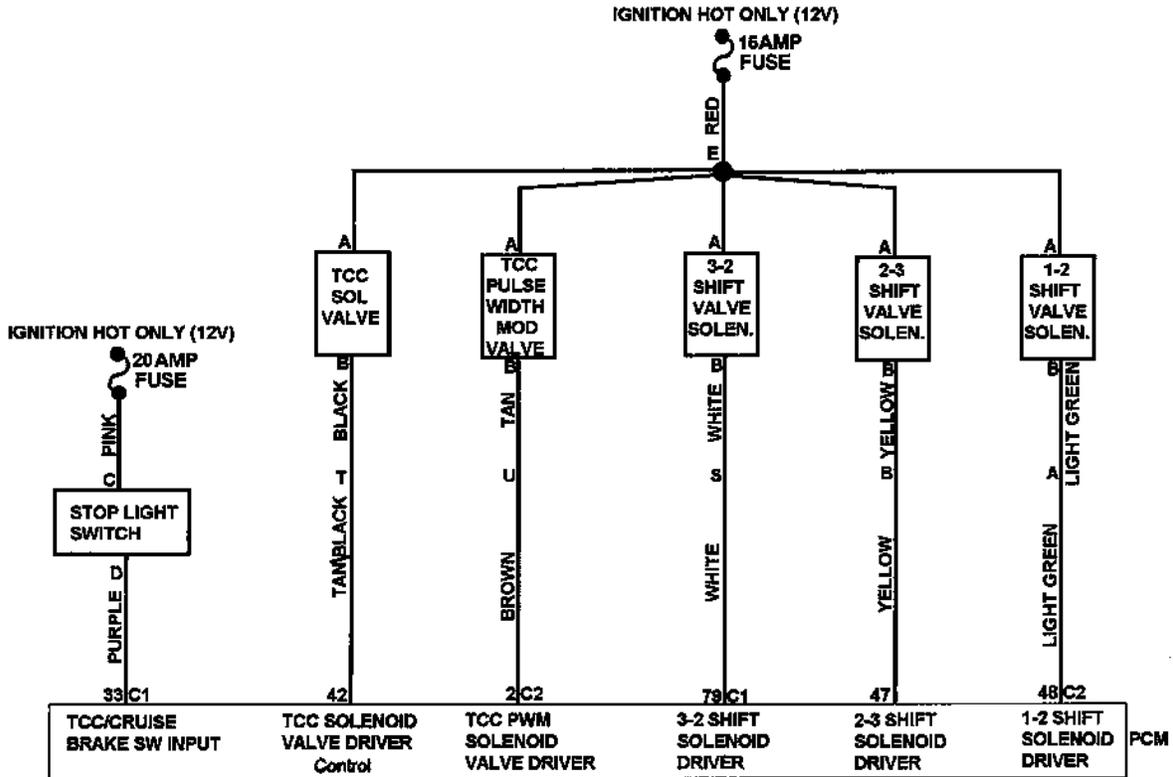 IGNITION HOT ONLY (12V)
15AMP
FUSE
RED
E
A
A
A
A
A
TCC
SOL
VALVE
TCC
PULSE
WIDTH
MOD
VALVE
3-2
SHIFT
VALVE
SOLEN.
2-3
SHIFT
VALVE
SOLEN.
1-2
SHIFT
VALVE
SOLEN.
IGNITION HOT ONLY (12V)
20 AMP
FUSE
PINK
C
STOP LIGHT
SWITCH
D
PURPLE
B
B
B
B
B
BLACK
TAN
WHITE
YELLOW
LIGHT GREEN
T
U
S
B
A
TAN\BLACK
BROWN
WHITE
YELLOW
LIGHT GREEN
33 C1
42
2 C2
79 C1
47
48 C2
TCC/CRUISE
BRAKE SW INPUT
TCC SOLENOID
VALVE DRIVER
Control
TCC PWM
SOLENOID
VALVE DRIVER
3-2 SHIFT
SOLENOID
DRIVER
2-3 SHIFT
SOLENOID
DRIVER
1-2 SHIFT
SOLENOID
DRIVER
PCM